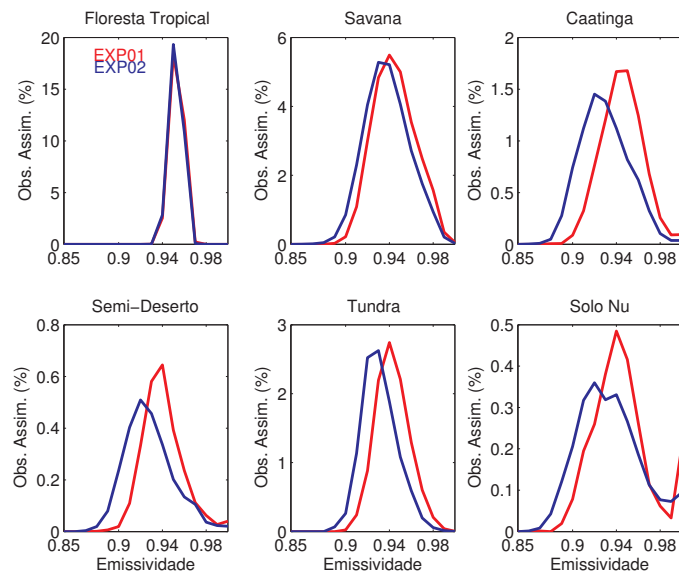 Floresta Tropical
20
15
10
5
0
Obs. Assim. (%)
EXP01
EXP02
0.85 0.9 0.94 0.98
Savana
6
4
2
0
Obs. Assim. (%)
0.85 0.9 0.94 0.98
Caatinga
2
1.5
1
0.5
0
Obs. Assim. (%)
0.85 0.9 0.94 0.98
Semi−Deserto
0.8
0.6
0.4
0.2
0
Obs. Assim. (%)
0.85 0.9 0.94 0.98
Emissividade
Tundra
3
2
1
0
Obs. Assim. (%)
0.85 0.9 0.94 0.98
Emissividade
Solo Nu
0.5
0.4
0.3
0.2
0.1
0
Obs. Assim. (%)
0.85 0.9 0.94 0.98
Emissividade